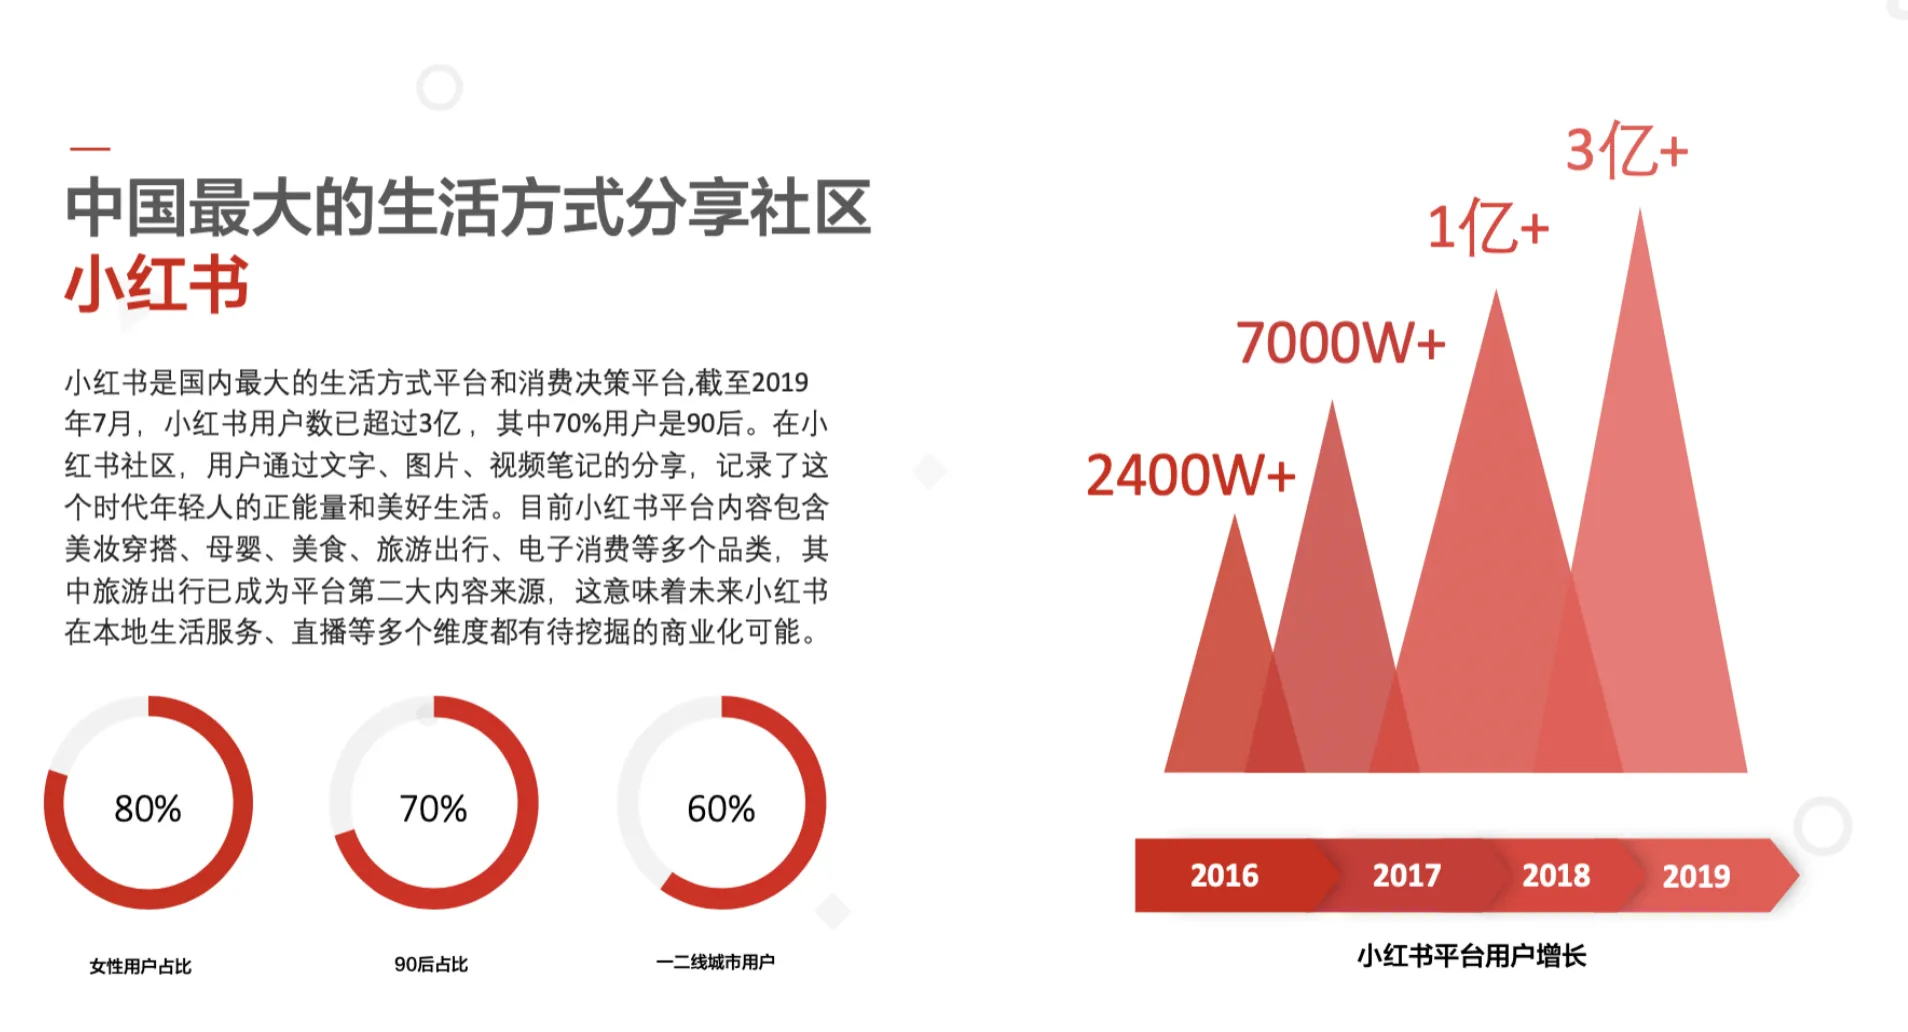 中国最大的生活方式分享社区
小红书
小红书是国内最大的生活方式平台和消费决策平台,截至2019
年7月，小红书用户数已超过3亿，其中70%用户是90后。在小
红书社区，用户通过文字、图片、视频笔记的分享，记录了这
个时代年轻人的正能量和美好生活。目前小红书平台内容包含
美妆穿搭、母婴、美食、旅游出行、电子消费等多个品类，其
中旅游出行已成为平台第二大内容来源，这意味着未来小红书
在本地生活服务、直播等多个维度都有待挖掘的商业化可能。
80%
70%
60%
女性用户占比
90后占比
一二线城市用户
3亿+
1亿+
7000W+
2400W+
2016
2017
2018
2019
小红书平台用户增长